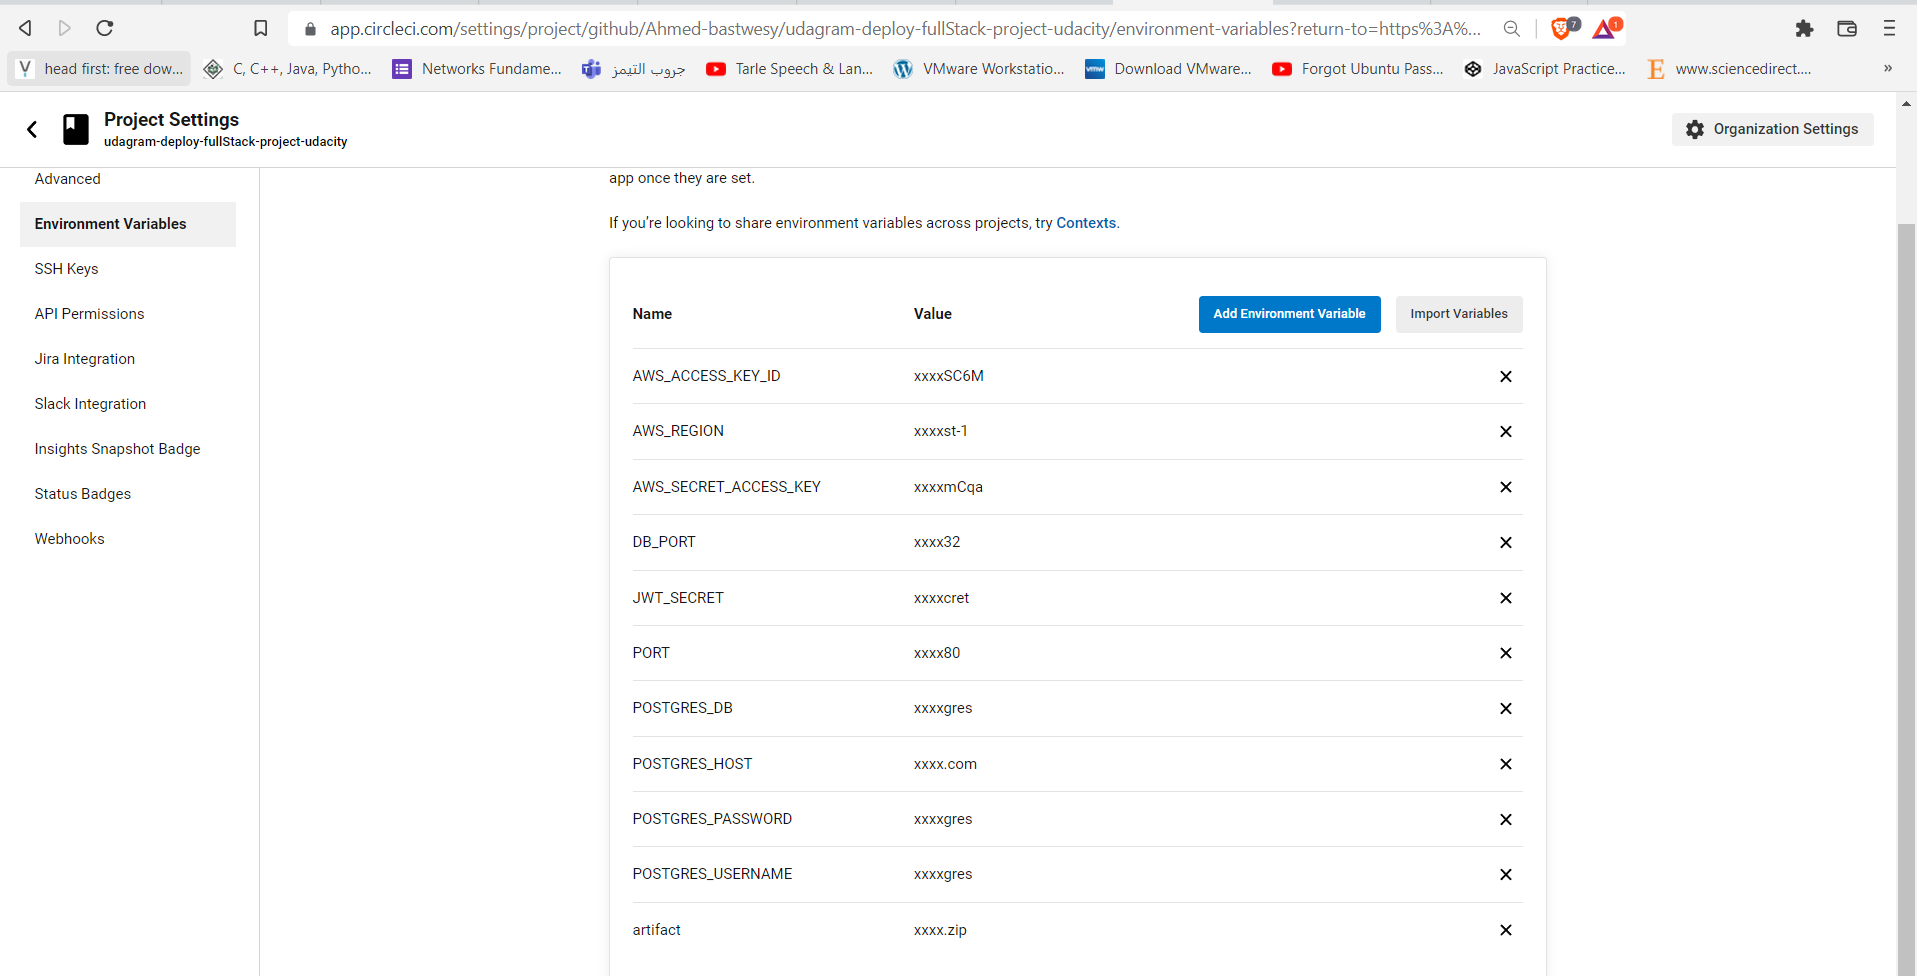 app.circleci.com/settings/project/github/Ahmed-bastwesy/udagram-deploy-fullStack-project-udacity/environment-variables?return-to=https%3A%... 7 1
head first: free dow... C, C++, Java, Pytho... Networks Fundame... جروب التيمز Tarle Speech & Lan... VMware Workstatio... Download VMware... Forgot Ubuntu Pass... JavaScript Practice... www.sciencedirect.... »
Project Settings
udagram-deploy-fullStack-project-udacity
Organization Settings
Advanced
Environment Variables
SSH Keys
API Permissions
Jira Integration
Slack Integration
Insights Snapshot Badge
Status Badges
Webhooks
app once they are set.
If you’re looking to share environment variables across projects, try Contexts.
Name Value Add Environment Variable Import Variables
AWS_ACCESS_KEY_ID xxxxSC6M
AWS_REGION xxxxst-1
AWS_SECRET_ACCESS_KEY xxxxmCqa
DB_PORT xxxx32
JWT_SECRET xxxxcret
PORT xxxx80
POSTGRES_DB xxxxgres
POSTGRES_HOST xxxx.com
POSTGRES_PASSWORD xxxxgres
POSTGRES_USERNAME xxxxgres
artifact xxxx.zip